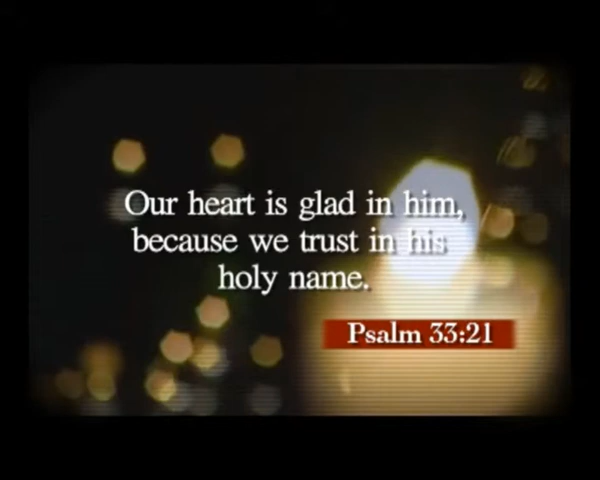 Our heart is glad in him,
because we trust in his
holy name.
Psalm 33:21